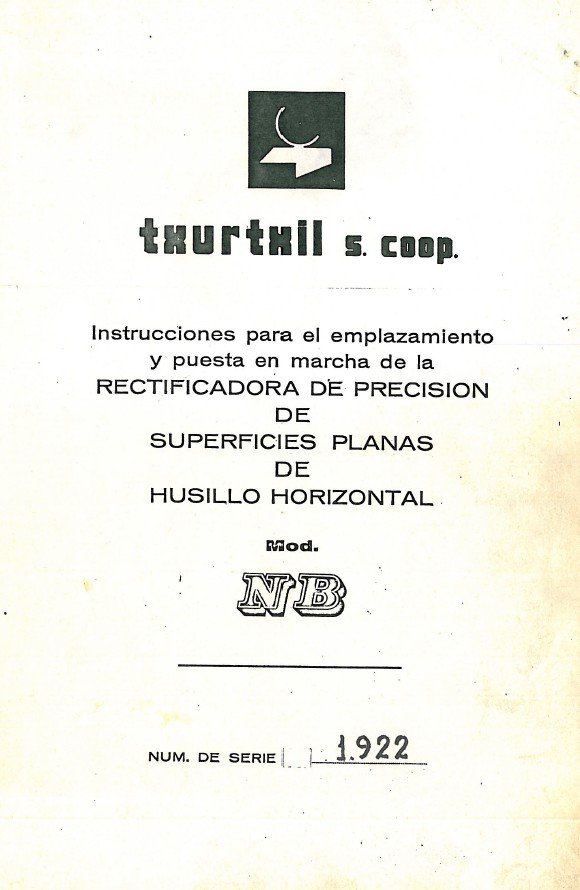 txurtxil s. coop.
Instrucciones para el emplazamiento
y puesta en marcha de la
RECTIFICADORA DE PRECISION
DE
SUPERFICIES PLANAS
DE
HUSILLO HORIZONTAL
Mod.
NB
NUM. DE SERIE 1.922